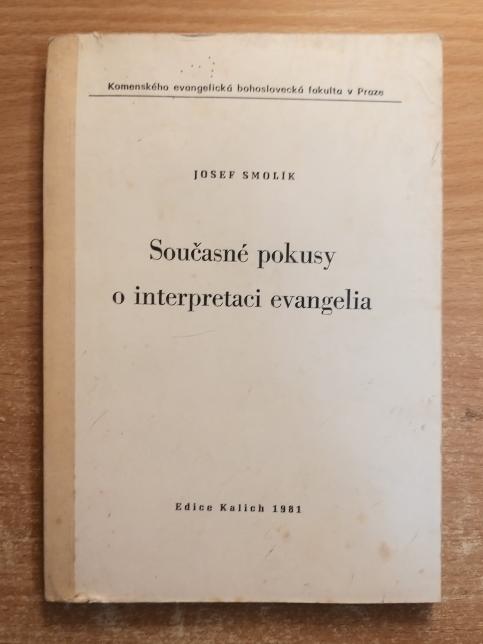 Komenského evangelická bohoslovecká fakulta v Praze
JOSEF SMOLÍK
Současné pokusy
o interpretaci evangelia
Edice Kalich 1981